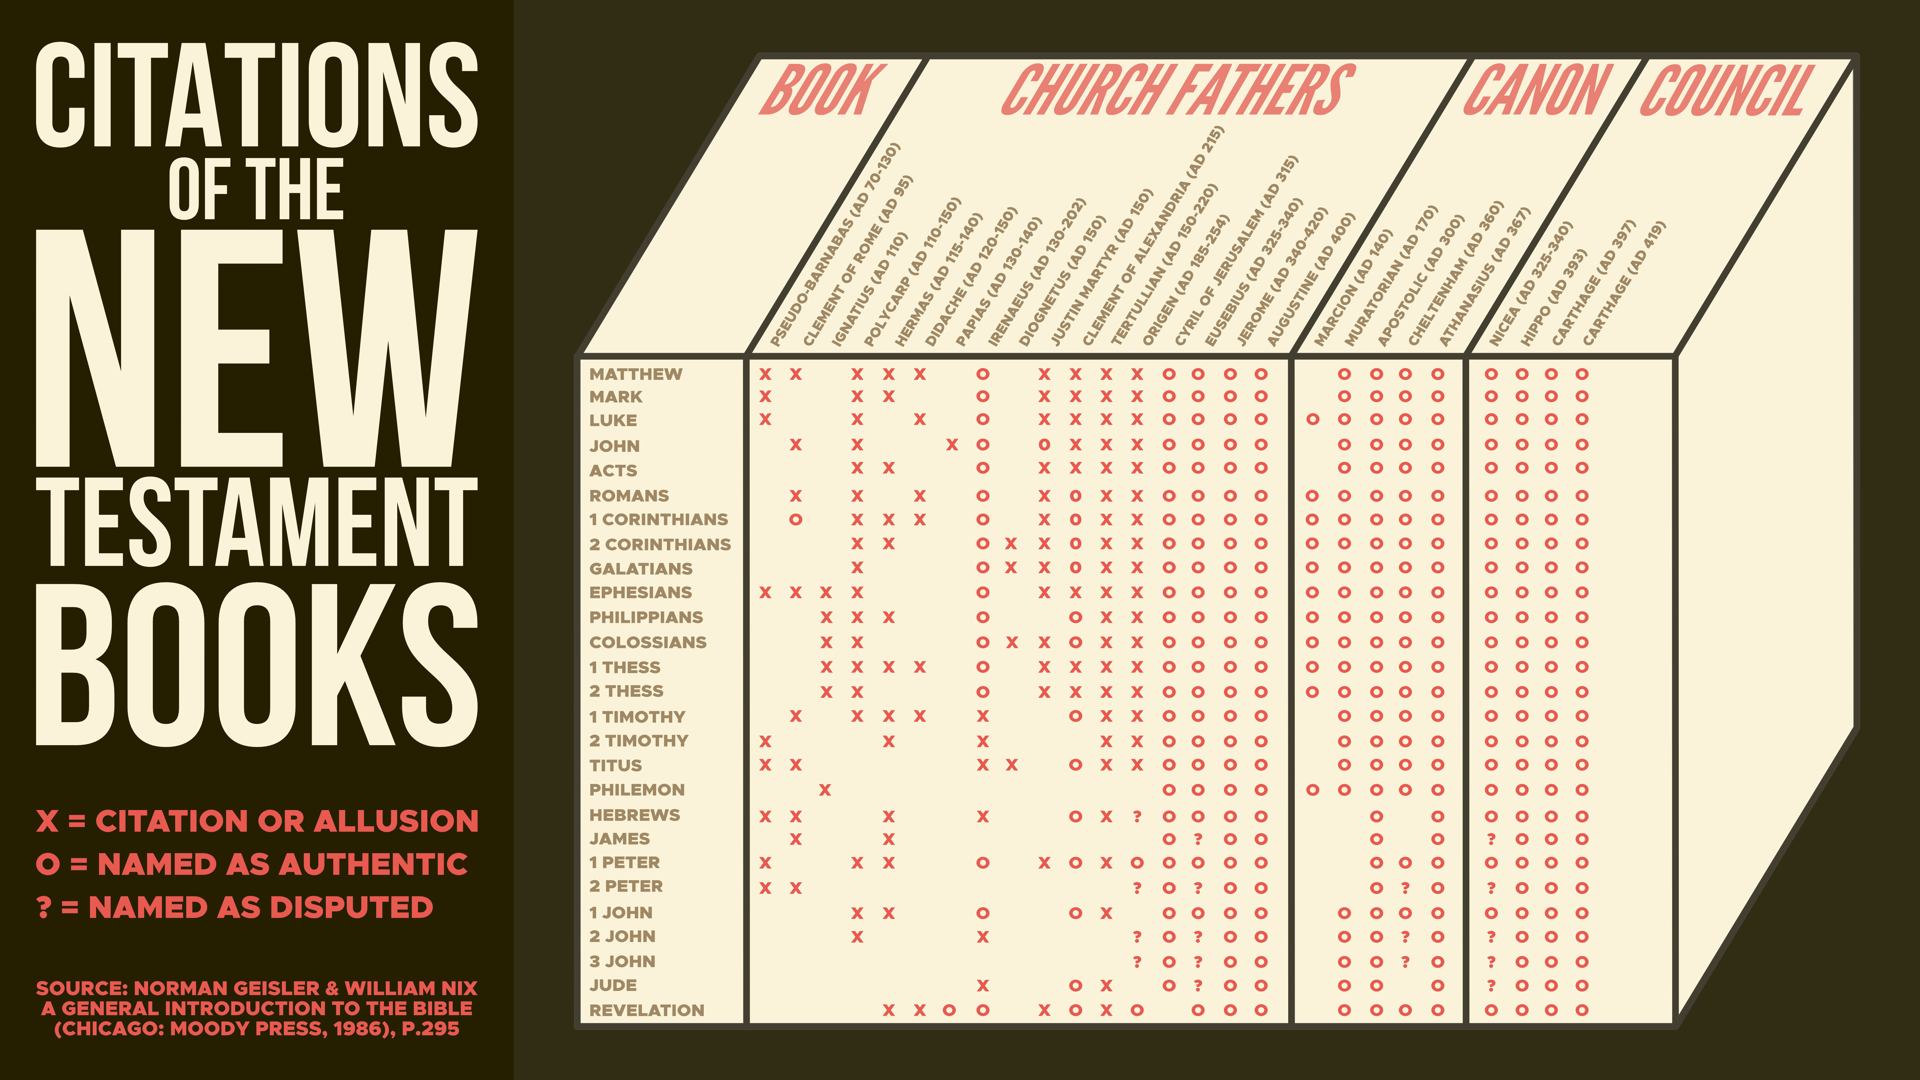 CITATIONS
OF THE
NEW
TESTAMENT
BOOKS
X = CITATION OR ALLUSION
O = NAMED AS AUTHENTIC
? = NAMED AS DISPUTED
SOURCE: NORMAN GEISLER & WILLIAM NIX
A GENERAL INTRODUCTION TO THE BIBLE
(CHICAGO: MOODY PRESS, 1986), P.295
BOOK CHURCH FATHERS CANON COUNCIL
PSEUDO-BARNABAS (AD 70-130)
CLEMENT OF ROME (AD 95)
IGNATIUS (AD 110)
POLYCARP (AD 110-150)
HERMAS (AD 115-140)
DIDACHE (AD 120-150)
PAPIAS (AD 130-140)
IRENAEUS (AD 130-202)
DIOGNETUS (AD 150)
JUSTIN MARTYR (AD 150)
CLEMENT OF ALEXANDRIA (AD 215)
TERTULLIAN (AD 150-220)
ORIGEN (AD 185-254)
CYRIL OF JERUSALEM (AD 315)
EUSEBIUS (AD 325-340)
JEROME (AD 340-420)
AUGUSTINE (AD 400)
MARCION (AD 140)
MURATORIAN (AD 170)
APOSTOLIC (AD 300)
CHELTENHAM (AD 360)
ATHANASIUS (AD 367)
NICEA (AD 325-340)
HIPPO (AD 393)
CARTHAGE (AD 397)
CARTHAGE (AD 419)
MATTHEW X X X X X O X X X X O O O O O O O O O O O O
MARK X X X O X X X X O O O O O O O O O O O O
LUKE X X X O X X X X O O O O O O O O O O O O O
JOHN X X X O O X X X O O O O O O O O O O O O
ACTS X X O X X X X O O O O O O O O O O O O
ROMANS X X X O X O X X O O O O O O O O O O O O O
1 CORINTHIANS O X X X O X O X X O O O O O O O O O O O O O
2 CORINTHIANS X X O X X O X X O O O O O O O O O O O O O
GALATIANS X O X X O X X O O O O O O O O O O O O O
EPHESIANS X X X X O X X X X O O O O O O O O O O O O O
PHILIPPIANS X X X O O X X O O O O O O O O O O O O O
COLOSSIANS X X O X X O X X O O O O O O O O O O O O O
1 THESS X X X X O X X X X O O O O O O O O O O O O O
2 THESS X X O X X X X O O O O O O O O O O O O O
1 TIMOTHY X X X X X O X X O O O O O O O O O O O O
2 TIMOTHY X X X X X O O O O O O O O O O O O
TITUS X X X X O X X O O O O O O O O O O O O
PHILEMON X O O O O O O O O O O O O O
HEBREWS X X X X O X ? O O O O O O O O O O
JAMES X X O ? O O O O ? O O O
1 PETER X X X O X O X O O O O O O O O O O O O
2 PETER X X ? O ? O O O ? O ? O O O
1 JOHN X X O O X O O O O O O O O O O O O
2 JOHN X X ? O ? O O O O ? O ? O O O
3 JOHN ? O ? O O O O ? O ? O O O
JUDE X O X O ? O O O O O ? O O O
REVELATION X X O O X O X O O O O O O O O O O O O